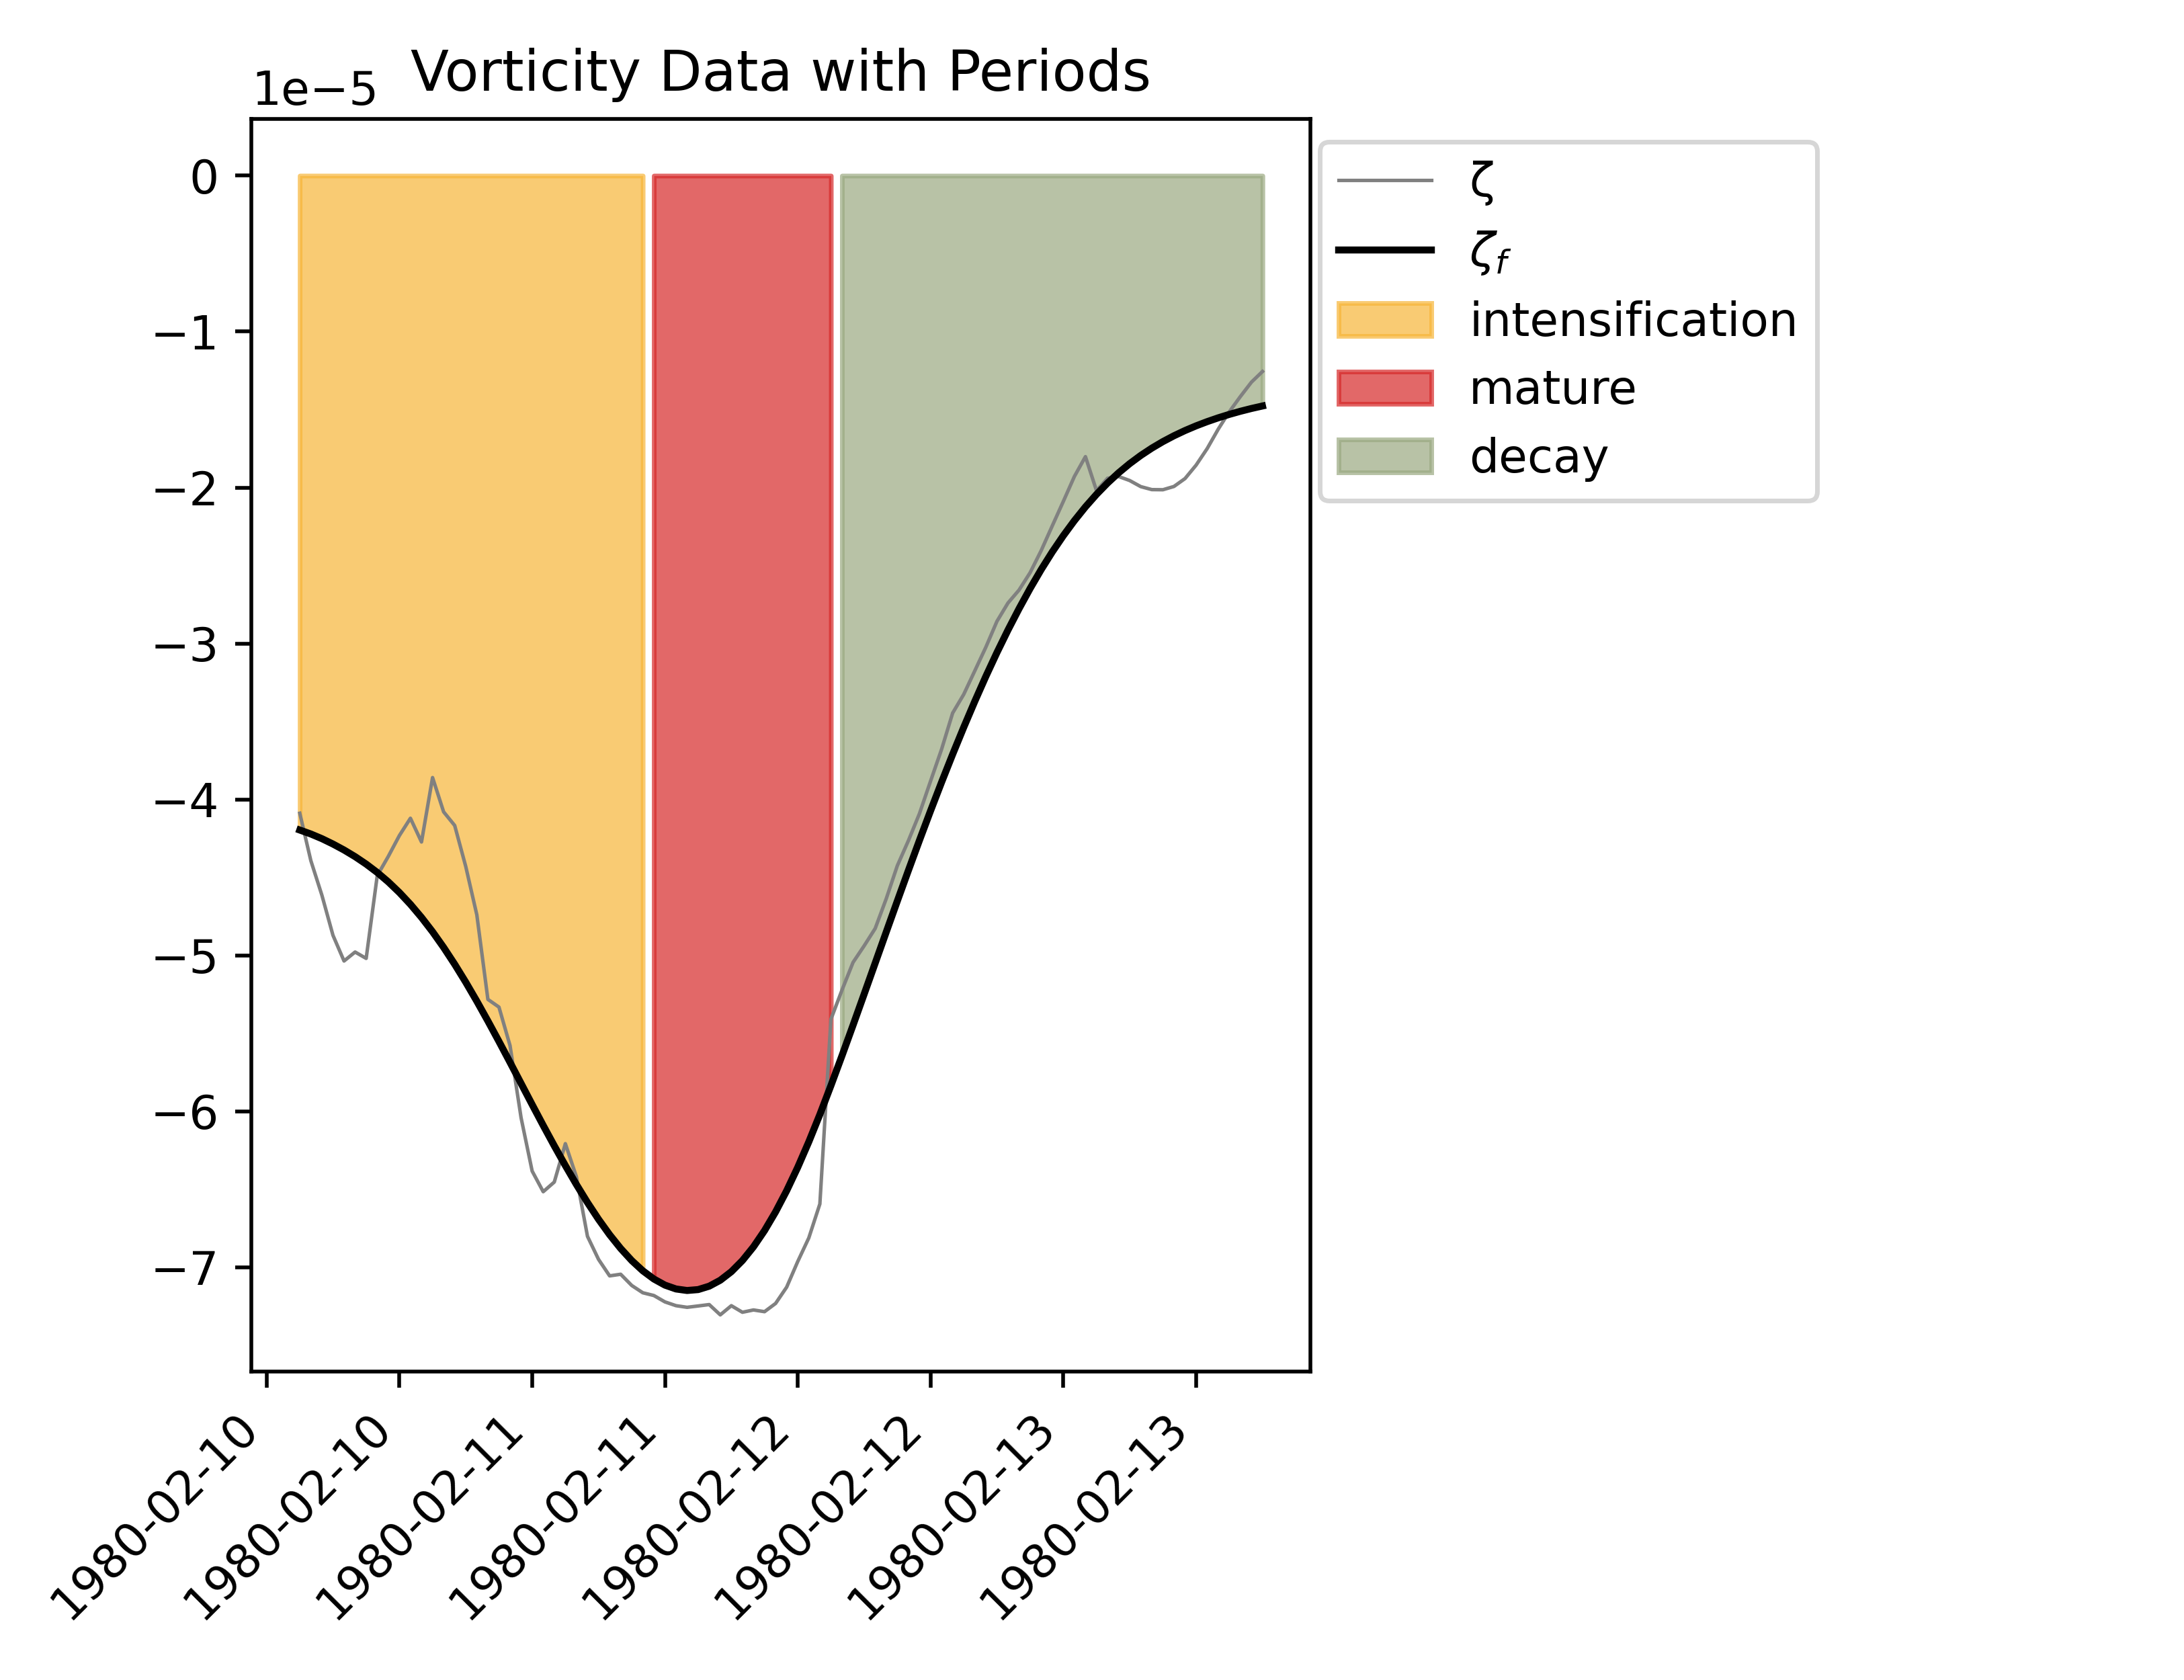 Vorticity Data with Periods
1e−5
0
−1
−2
−3
−4
−5
−6
−7
1980-02-10
1980-02-10
1980-02-11
1980-02-11
1980-02-12
1980-02-12
1980-02-13
1980-02-13
ζ
ζf
intensification
mature
decay